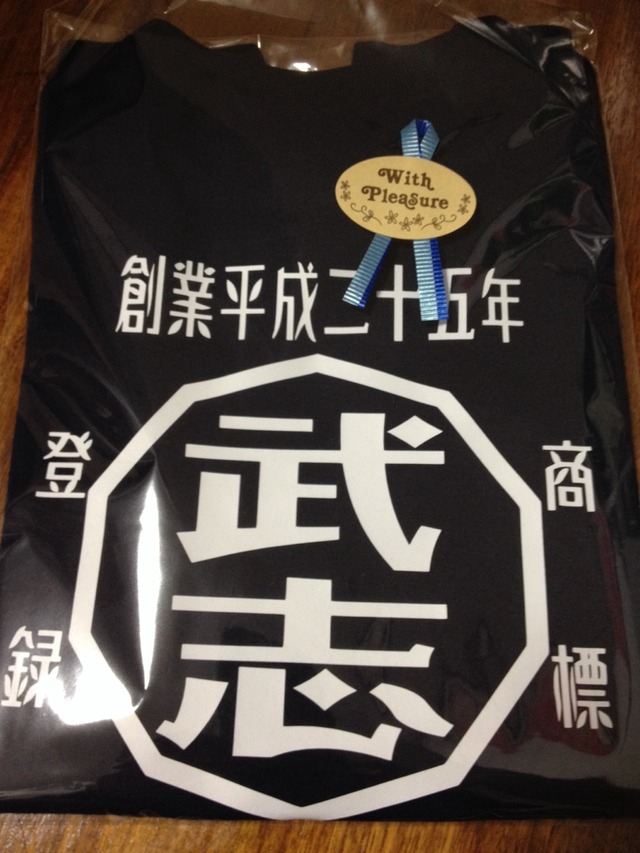 With
Pleasure
創業平成二十五年
登録
武志
商標